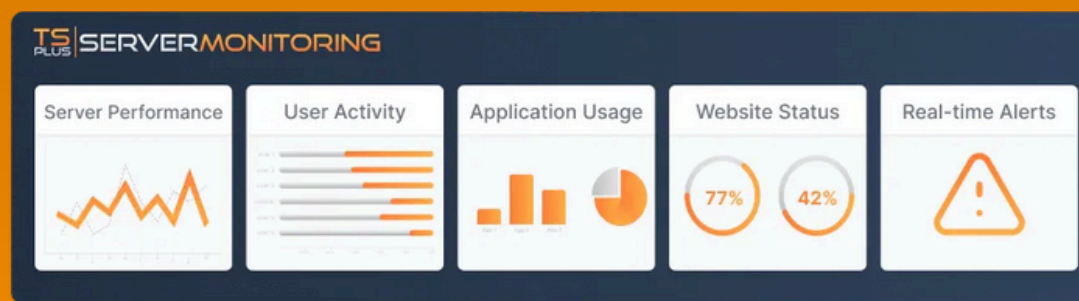 TS PLUS SERVERMONITORING
Server Performance
User Activity
Application Usage
Website Status
Real-time Alerts
77%
42%